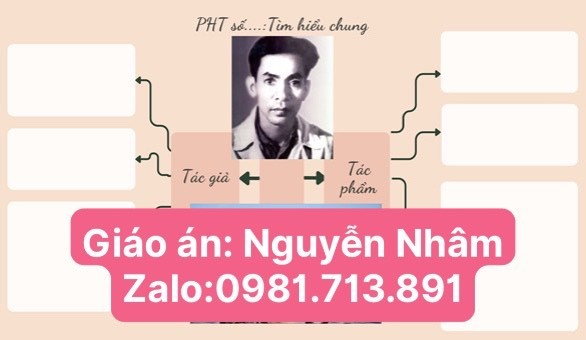 PHT số....:Tìm hiểu chung
Tác giả
Tác
phẩm
Giáo án: Nguyễn Nhâm
Zalo:0981.713.891